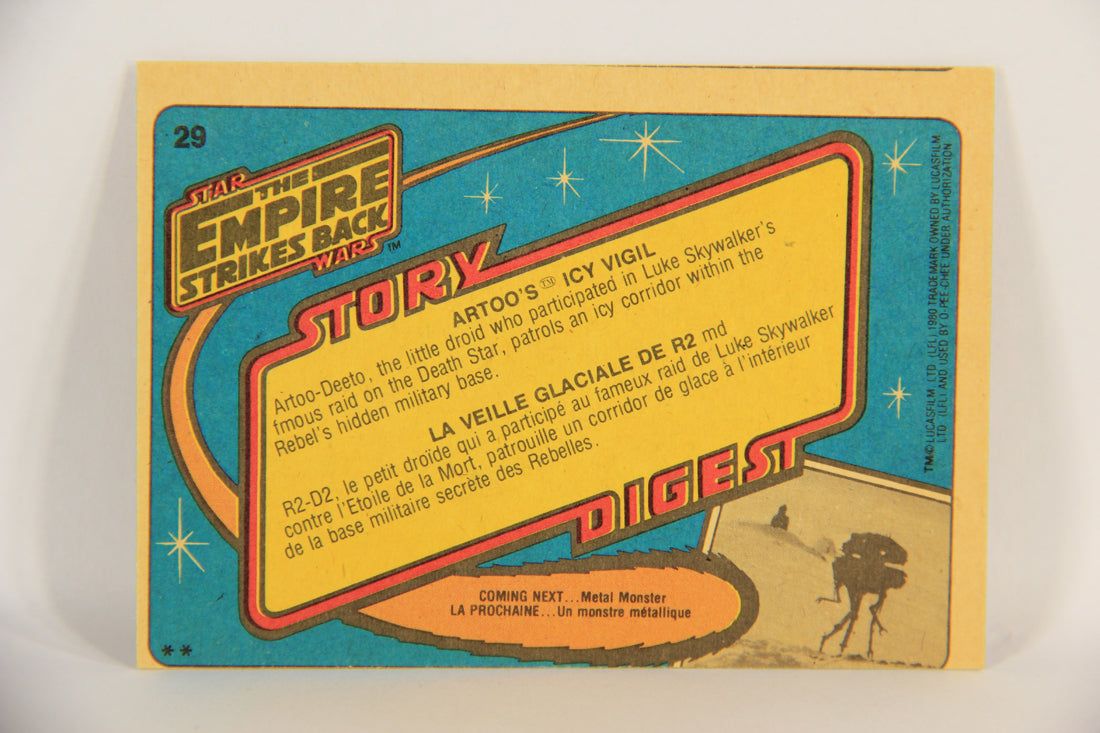 29
STAR
THE
EMPIRE
STRIKES BACK
WARS™
STORY
ARTOO'S™ ICY VIGIL
Artoo-Deeto, the little droid who participated in Luke Skywalker's
fmous raid on the Death Star, patrols an icy corridor within the
Rebel's hidden military base.
LA VEILLE GLACIALE DE R2 md
R2-D2, le petit droïde qui a participé au fameux raid de Luke Skywalker
contre l'Etoile de la Mort, patrouille un corridor de glace à l'intérieur
de la base militaire secrète des Rebelles.
DIGEST
COMING NEXT...Metal Monster
LA PROCHAINE...Un monstre métallique
**
TM/© LUCASFILM, LTD. (LFL) 1980 TRADEMARK OWNED BY LUCASFILM
LTD. (LFL) AND USED BY O-PEE-CHEE UNDER AUTHORIZATION